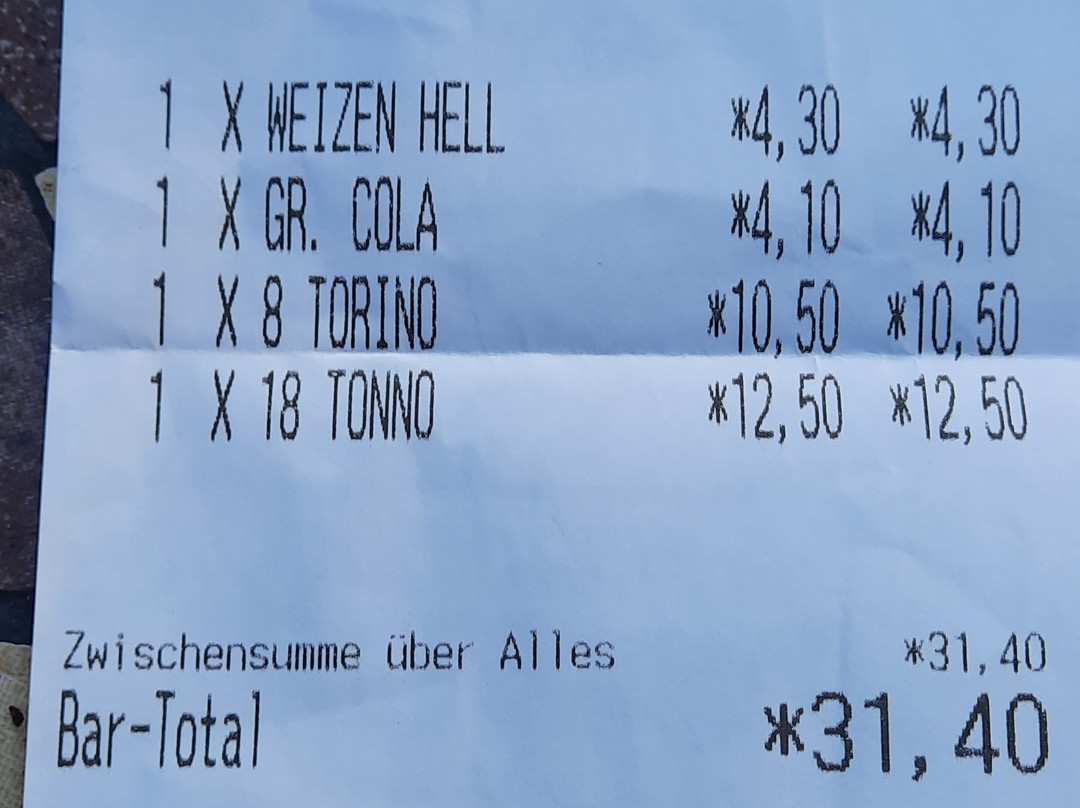 1 X WEIZEN HELL *4,30 *4,30
1 X GR. COLA *4,10 *4,10
1 X 8 TORINO *10,50 *10,50
1 X 18 TONNO *12,50 *12,50
Zwischensumme über Alles *31,40
Bar-Total *31,40